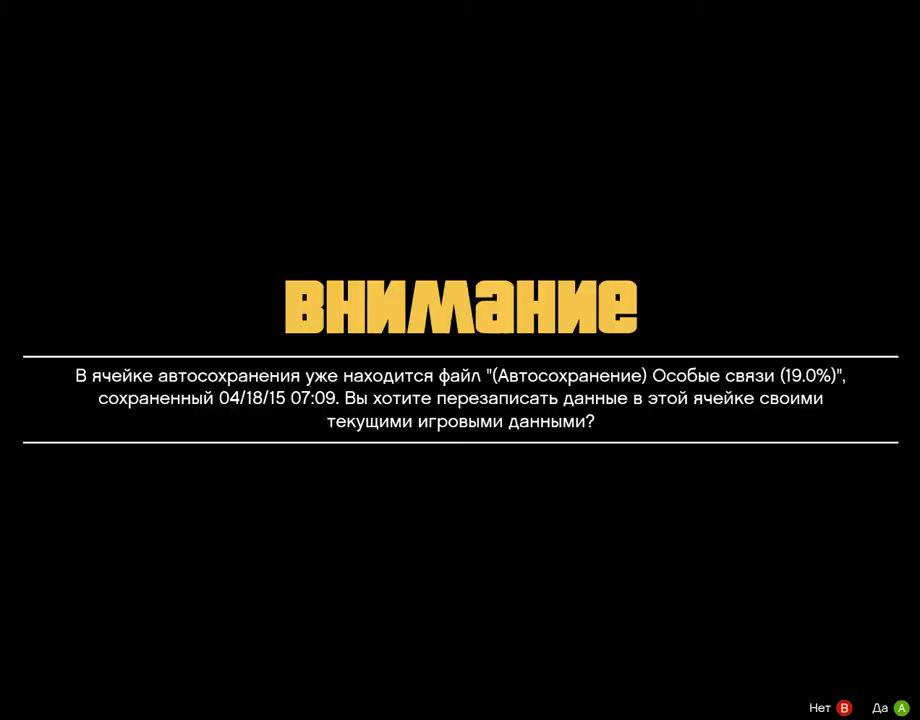 внимание
В ячейке автосохранения уже находится файл "(Автосохранение) Особые связи (19.0%)",
сохраненный 04/18/15 07:09. Вы хотите перезаписать данные в этой ячейке своими
текущими игровыми данными?
Нет B Да A